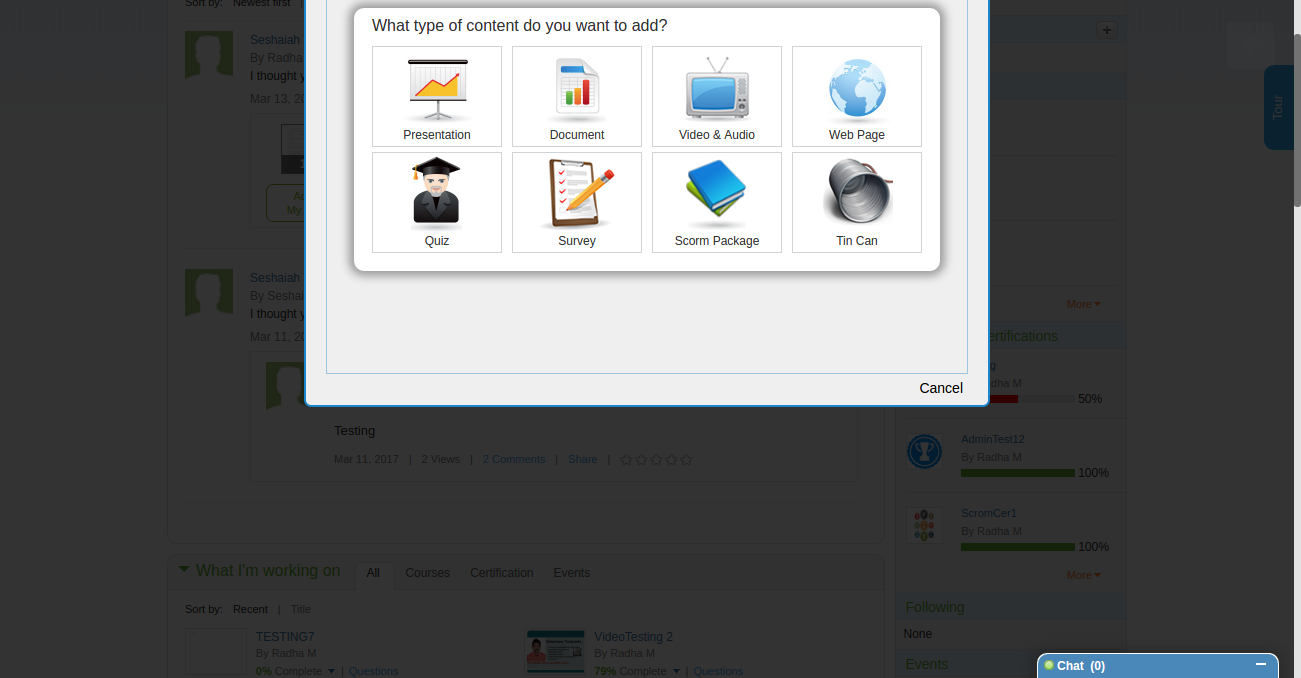 Sort by: Newest first |
What type of content do you want to add?
+
Presentation
Document
Video & Audio
Web Page
Quiz
Survey
Scorm Package
Tin Can
Cancel
Tour
Seshaiah
By Radha
I thought
Mar 13, 20
My
Seshaiah
By Seshai
I thought
Mar 11, 20
Testing
Mar 11, 2017 | 2 Views | 2 Comments | Share |
What I'm working on
All
Courses
Certification
Events
Sort by: Recent | Title
TESTING7
By Radha M
0% Complete | Questions
VideoTesting 2
By Radha M
79% Complete | Questions
More
ertifications
g
dha M
50%
AdminTest12
By Radha M
100%
ScromCer1
By Radha M
100%
More
Following
None
Events
Chat (0)